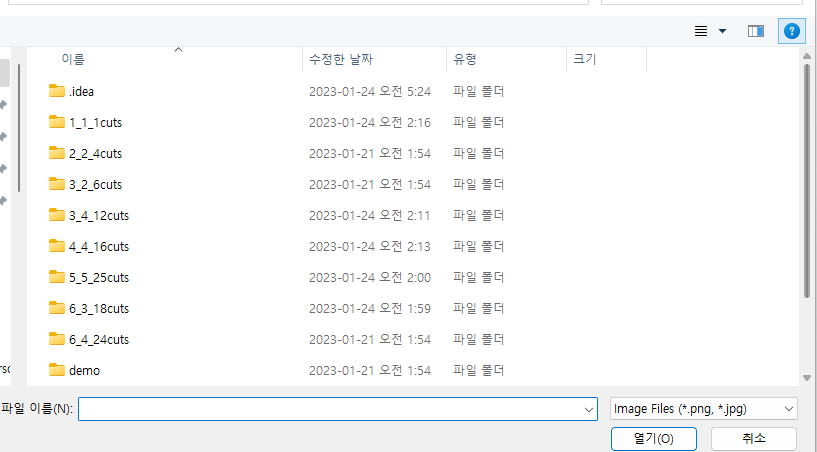 이름 수정한 날짜 유형 크기
.idea 2023-01-24 오전 5:24 파일 폴더
1_1_1cuts 2023-01-24 오전 2:16 파일 폴더
2_2_4cuts 2023-01-21 오전 1:54 파일 폴더
3_2_6cuts 2023-01-21 오전 1:54 파일 폴더
3_4_12cuts 2023-01-24 오전 2:11 파일 폴더
4_4_16cuts 2023-01-24 오전 2:13 파일 폴더
5_5_25cuts 2023-01-24 오전 2:00 파일 폴더
6_3_18cuts 2023-01-24 오전 1:59 파일 폴더
6_4_24cuts 2023-01-21 오전 1:54 파일 폴더
demo 2023-01-21 오전 1:54 파일 폴더
파일 이름(N): Image Files (*.png, *.jpg)
열기(O) 취소